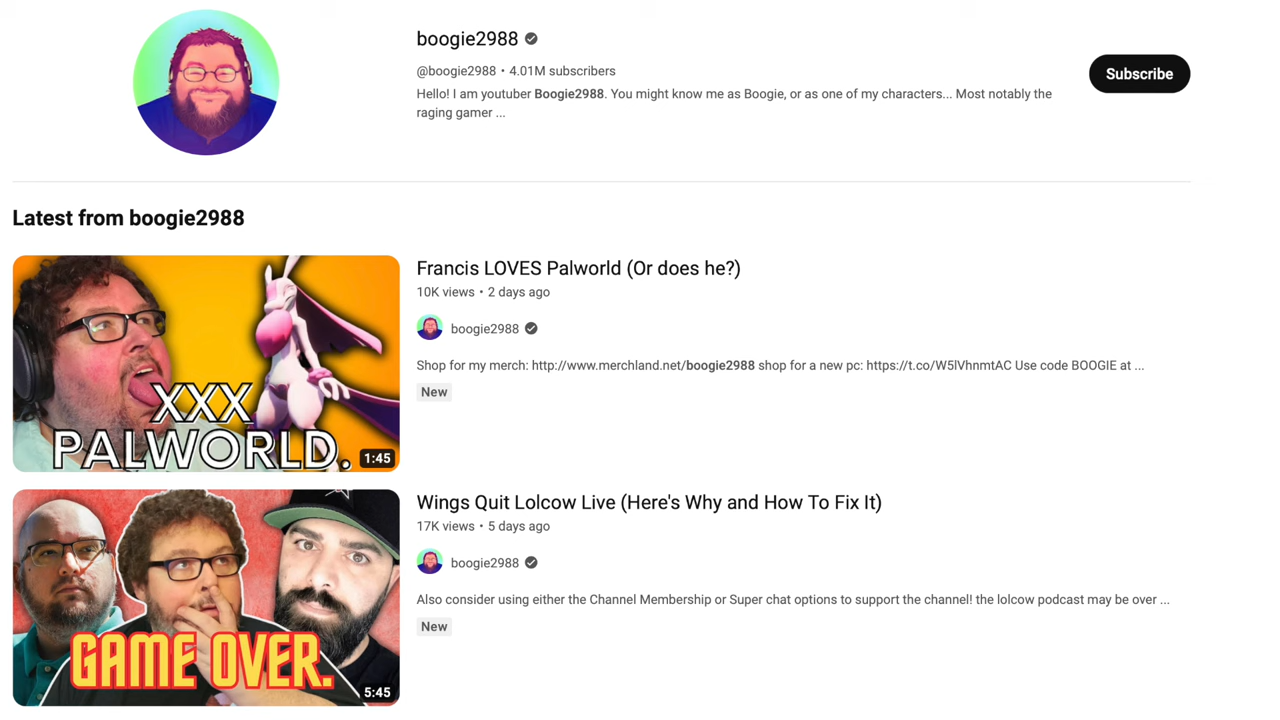 boogie2988
@boogie2988 • 4.01M subscribers
Subscribe
Hello! I am youtuber Boogie2988. You might know me as Boogie, or as one of my characters... Most notably the
raging gamer ...
Latest from boogie2988
XXX
PALWORLD.
1:45
Francis LOVES Palworld (Or does he?)
10K views • 2 days ago
boogie2988
Shop for my merch: http://www.merchland.net/boogie2988 shop for a new pc: https://t.co/W5lVhnmtAC Use code BOOGIE at ...
New
GAME OVER.
5:45
Wings Quit Lolcow Live (Here's Why and How To Fix It)
17K views • 5 days ago
boogie2988
Also consider using either the Channel Membership or Super chat options to support the channel! the lolcow podcast may be over ...
New